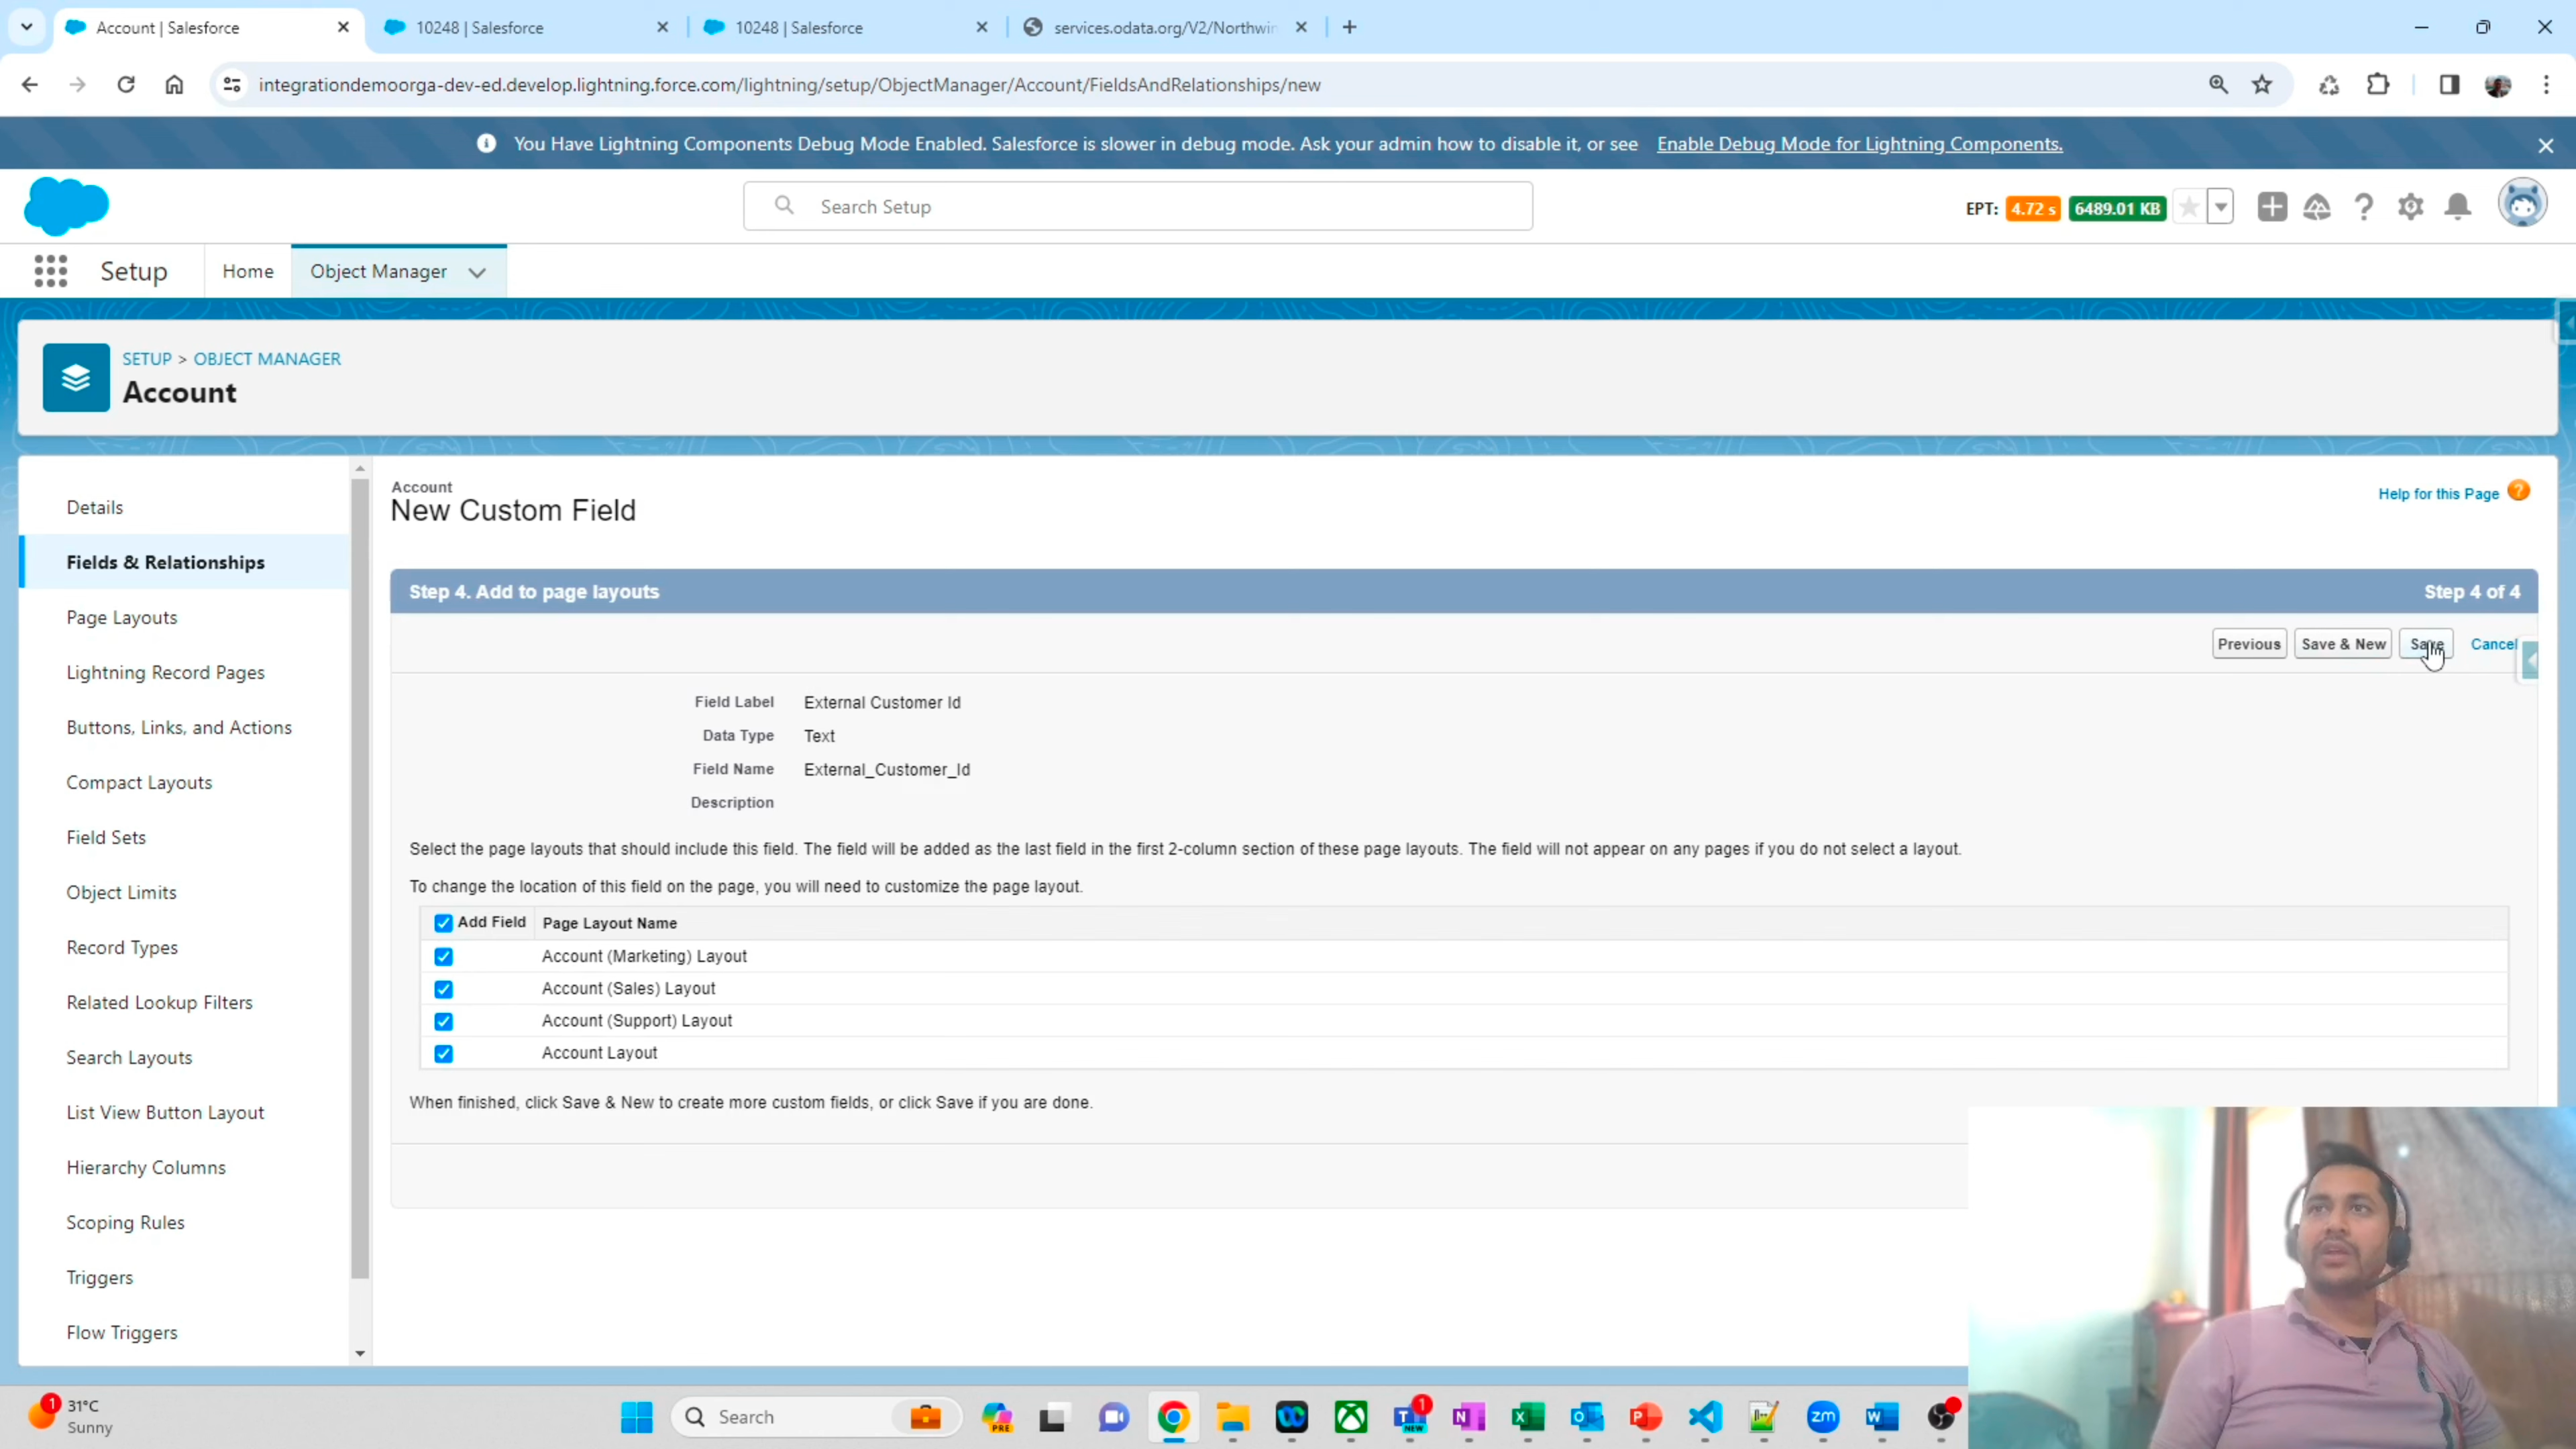 Account | Salesforce
10248 | Salesforce
10248 | Salesforce
services.odata.org/V2/Northwin
integrationdemoorga-dev-ed.develop.lightning.force.com/lightning/setup/ObjectManager/Account/FieldsAndRelationships/new
You Have Lightning Components Debug Mode Enabled. Salesforce is slower in debug mode. Ask your admin how to disable it, or see Enable Debug Mode for Lightning Components.
Search Setup
EPT: 4.72 s 6489.01 KB
Setup
Home
Object Manager
SETUP > OBJECT MANAGER
Account
Details
Fields & Relationships
Page Layouts
Lightning Record Pages
Buttons, Links, and Actions
Compact Layouts
Field Sets
Object Limits
Record Types
Related Lookup Filters
Search Layouts
List View Button Layout
Hierarchy Columns
Scoping Rules
Triggers
Flow Triggers
Account
New Custom Field
Help for this Page
Step 4. Add to page layouts
Step 4 of 4
Previous
Save & New
Save
Cancel
Field Label External Customer Id
Data Type Text
Field Name External_Customer_Id
Description
Select the page layouts that should include this field. The field will be added as the last field in the first 2-column section of these page layouts. The field will not appear on any pages if you do not select a layout.
To change the location of this field on the page, you will need to customize the page layout.
Add Field Page Layout Name
Account (Marketing) Layout
Account (Sales) Layout
Account (Support) Layout
Account Layout
When finished, click Save & New to create more custom fields, or click Save if you are done.
1
31°C
Sunny
Search
PRE
1
NEW
zm